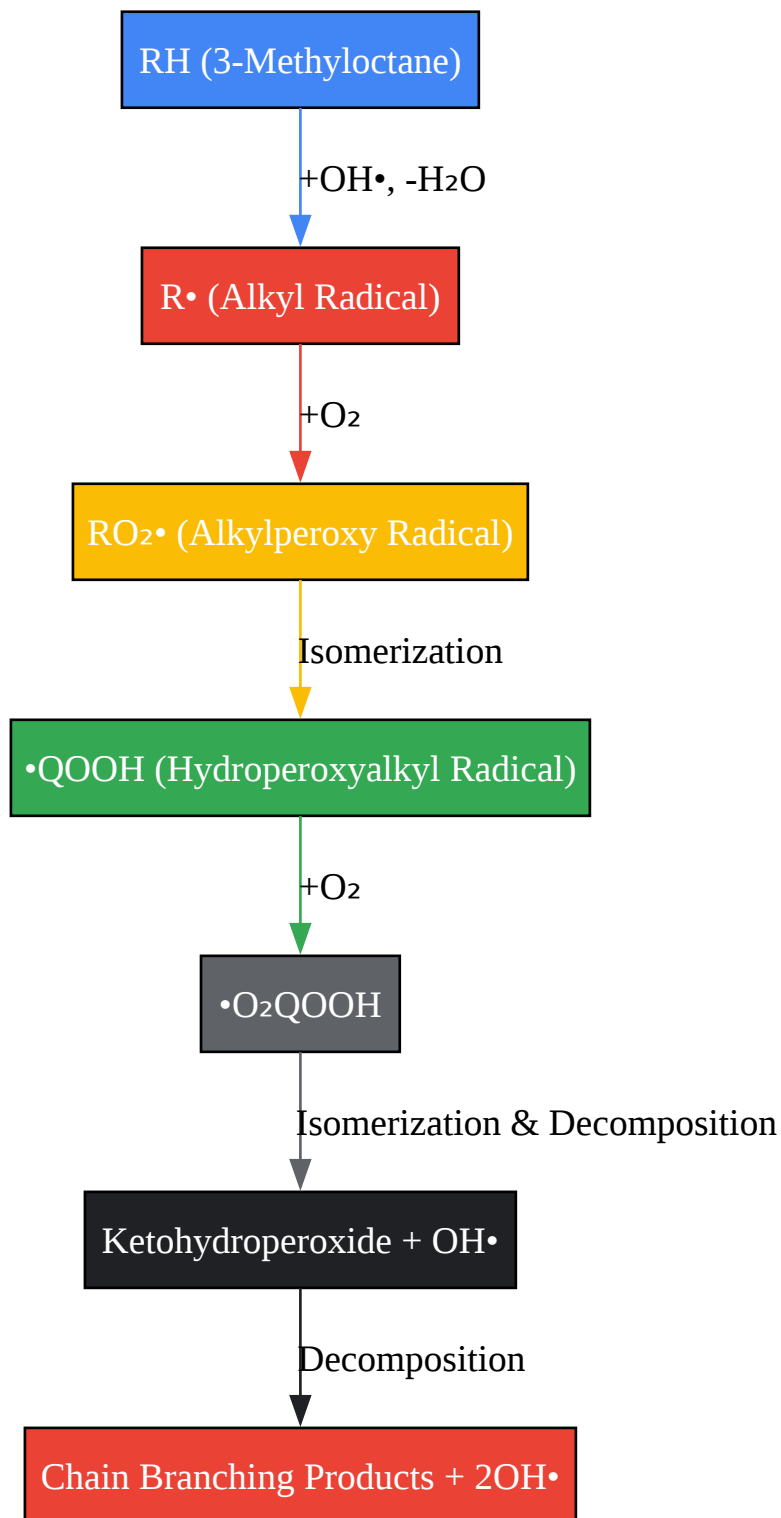 RH (3-Methyloctane)
+OH•, -H₂O
R• (Alkyl Radical)
+O₂
RO₂• (Alkylperoxy Radical)
Isomerization
•QOOH (Hydroperoxyalkyl Radical)
+O₂
•O₂QOOH
Isomerization & Decomposition
Ketohydroperoxide + OH•
Decomposition
Chain Branching Products + 2OH•